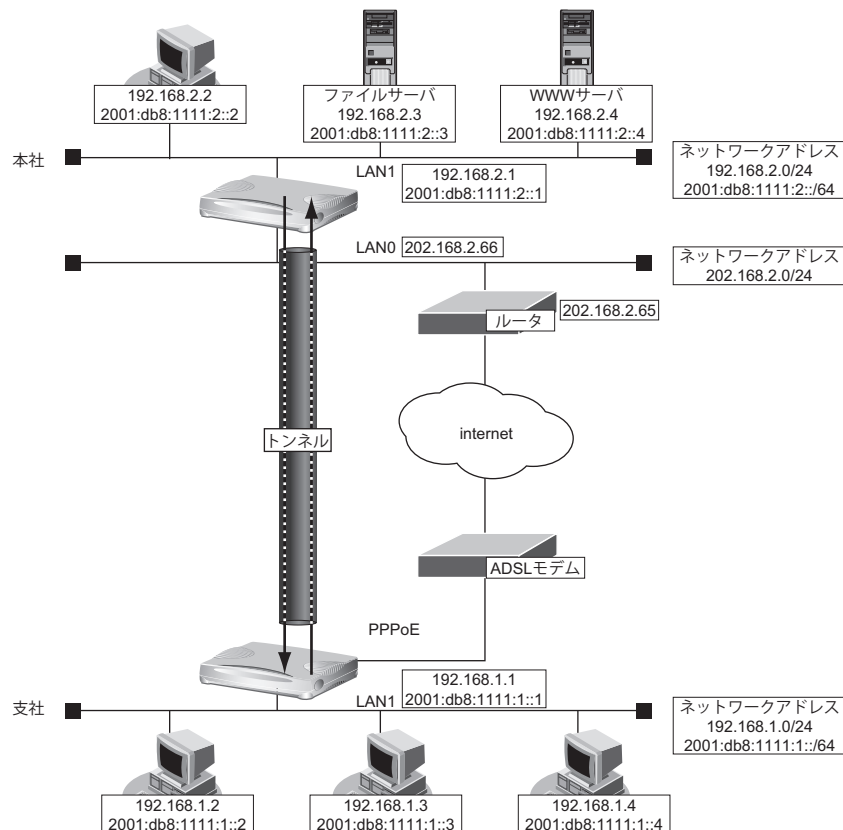 192.168.2.2
2001:db8:1111:2::2
ファイルサーバ
192.168.2.3
2001:db8:1111:2::3
WWWサーバ
192.168.2.4
2001:db8:1111:2::4
本社
LAN1
192.168.2.1
2001:db8:1111:2::1
ネットワークアドレス
192.168.2.0/24
2001:db8:1111:2::/64
LAN0
202.168.2.66
ネットワークアドレス
202.168.2.0/24
ルータ
202.168.2.65
トンネル
internet
ADSLモデム
PPPoE
支社
LAN1
192.168.1.1
2001:db8:1111:1::1
ネットワークアドレス
192.168.1.0/24
2001:db8:1111:1::/64
192.168.1.2
2001:db8:1111:1::2
192.168.1.3
2001:db8:1111:1::3
192.168.1.4
2001:db8:1111:1::4